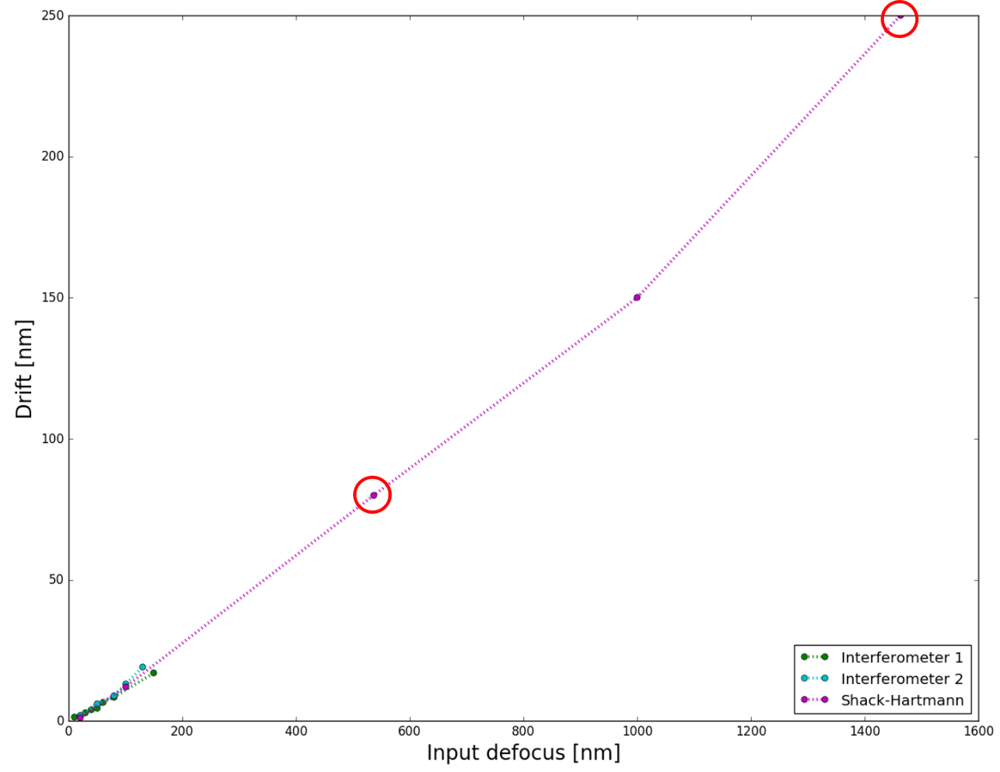 250
200
150
100
50
0
Drift [nm]
0 200 400 600 800 1000 1200 1400 1600
Input defocus [nm]
Interferometer 1
Interferometer 2
Shack-Hartmann